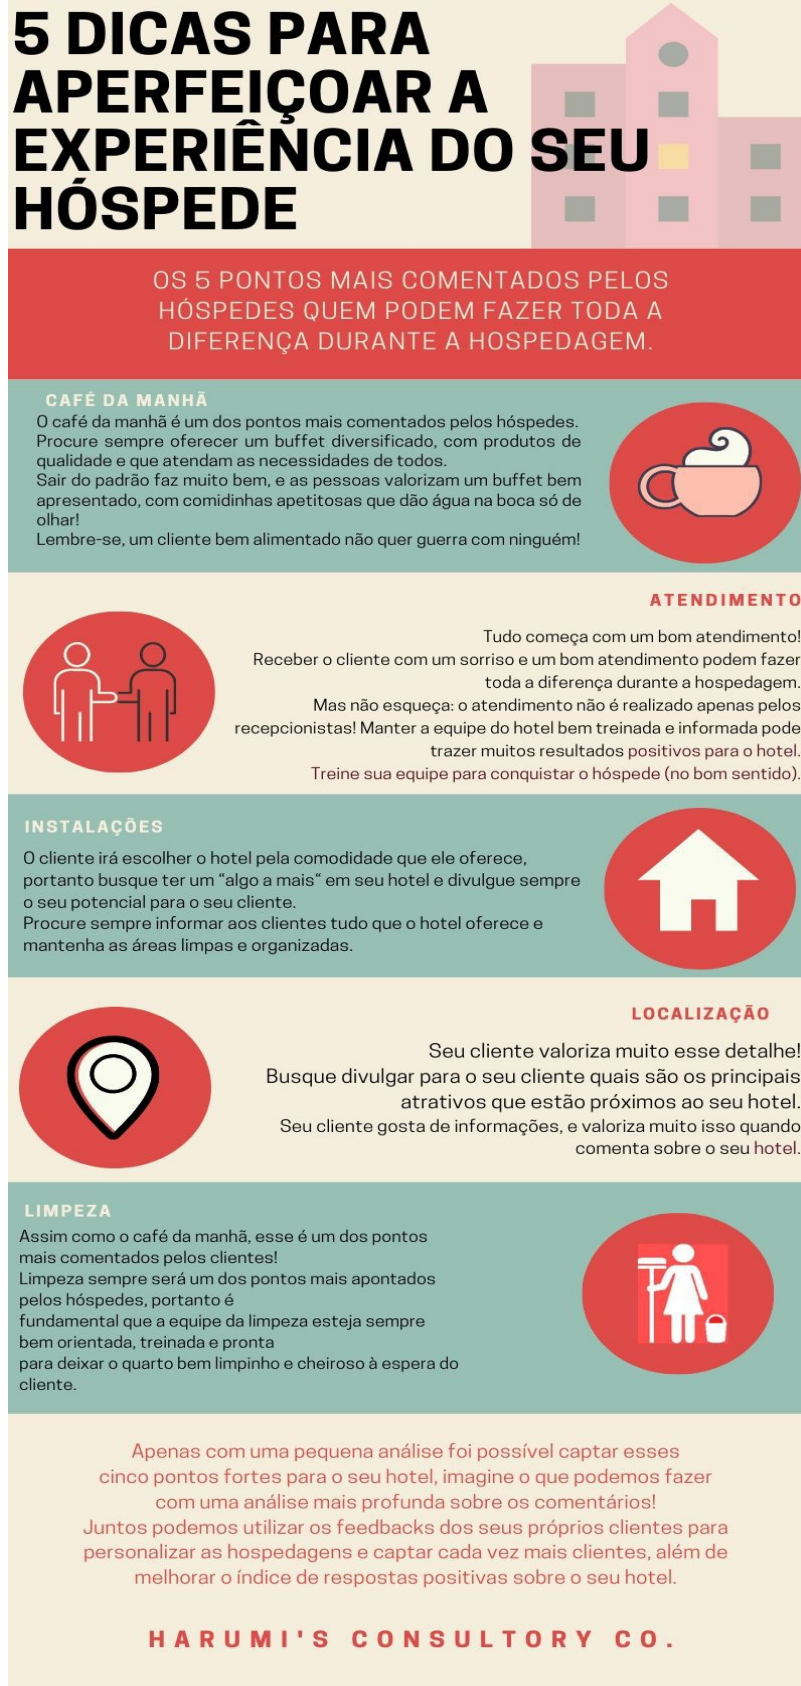 5 DICAS PARA
APERFEIÇOAR A
EXPERIÊNCIA DO SEU
HÓSPEDE
OS 5 PONTOS MAIS COMENTADOS PELOS
HÓSPEDES QUEM PODEM FAZER TODA A
DIFERENÇA DURANTE A HOSPEDAGEM.
CAFÉ DA MANHÃ
O café da manhã é um dos pontos mais comentados pelos hóspedes.
Procure sempre oferecer um buffet diversificado, com produtos de
qualidade e que atendam as necessidades de todos.
Sair do padrão faz muito bem, e as pessoas valorizam um buffet bem
apresentado, com comidinhas apetitosas que dão água na boca só de
olhar!
Lembre-se, um cliente bem alimentado não quer guerra com ninguém!
ATENDIMENTO
Tudo começa com um bom atendimento!
Receber o cliente com um sorriso e um bom atendimento podem fazer
toda a diferença durante a hospedagem.
Mas não esqueça: o atendimento não é realizado apenas pelos
recepcionistas! Manter a equipe do hotel bem treinada e informada pode
trazer muitos resultados positivos para o hotel.
Treine sua equipe para conquistar o hóspede (no bom sentido).
INSTALAÇÕES
O cliente irá escolher o hotel pela comodidade que ele oferece,
portanto busque ter um "algo a mais" em seu hotel e divulgue sempre
o seu potencial para o seu cliente.
Procure sempre informar aos clientes tudo que o hotel oferece e
mantenha as áreas limpas e organizadas.
LOCALIZAÇÃO
Seu cliente valoriza muito esse detalhe!
Busque divulgar para o seu cliente quais são os principais
atrativos que estão próximos ao seu hotel.
Seu cliente gosta de informações, e valoriza muito isso quando
comenta sobre o seu hotel.
LIMPEZA
Assim como o café da manhã, esse é um dos pontos
mais comentados pelos clientes!
Limpeza sempre será um dos pontos mais apontados
pelos hóspedes, portanto é
fundamental que a equipe da limpeza esteja sempre
bem orientada, treinada e pronta
para deixar o quarto bem limpinho e cheiroso à espera do
cliente.
Apenas com uma pequena análise foi possível captar esses
cinco pontos fortes para o seu hotel, imagine o que podemos fazer
com uma análise mais profunda sobre os comentários!
Juntos podemos utilizar os feedbacks dos seus próprios clientes para
personalizar as hospedagens e captar cada vez mais clientes, além de
melhorar o índice de respostas positivas sobre o seu hotel.
HARUMI'S CONSULTORY CO.